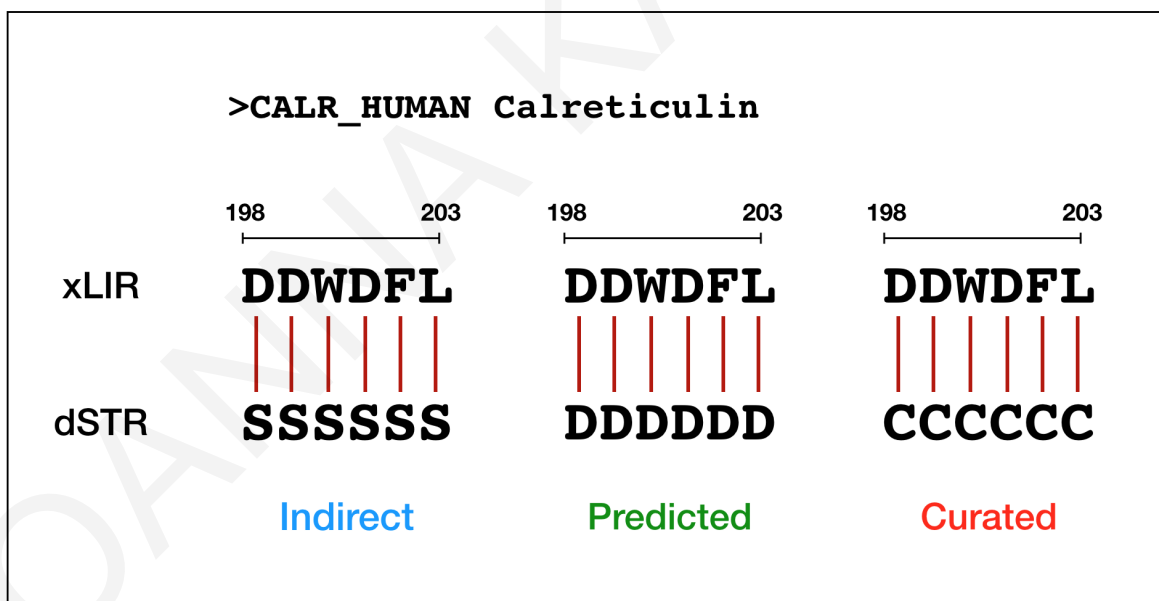 >CALR_HUMAN Calreticulin
198 203 198 203 198 203
xLIR DDWDFL DDWDFL DDWDFL
dSTR SSSSSS DDDDDD CCCCCC
Indirect Predicted Curated